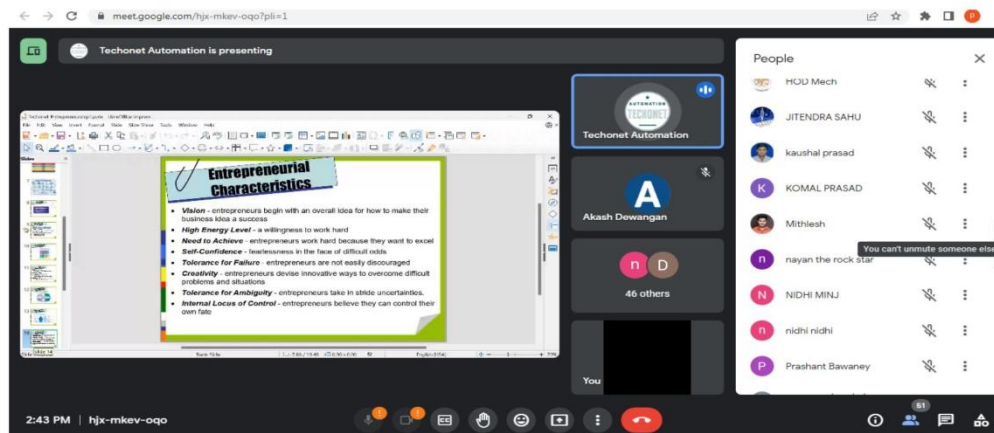 meet.google.com/hjx-mkev-oqo?pli=1
P
Techonet Automation is presenting
Slides
Entrepreneurial
Characteristics
• Vision - entrepreneurs begin with an overall idea for how to make their
business idea a success
• High Energy Level - a willingness to work hard
• Need to Achieve - entrepreneurs work hard because they want to excel
• Self-Confidence - fearlessness in the face of difficult odds
• Tolerance for Failure - entrepreneurs are not easily discouraged
• Creativity - entrepreneurs devise innovative ways to overcome difficult
problems and situations
• Tolerance for Ambiguity - entrepreneurs take in stride uncertainties.
• Internal Locus of Control - entrepreneurs believe they can control their
own fate
AUTOMATION
TECHONET
Techonet Automation
A
Akash Dewangan
n D
46 others
You
People
HOD Mech
JITENDRA SAHU
kaushal prasad
K KOMAL PRASAD
Mithlesh
You can't unmute someone else
n nayan the rock star
N NIDHI MINJ
n nidhi nidhi
P Prashant Bawaney
2:43 PM | hjx-mkev-oqo
61